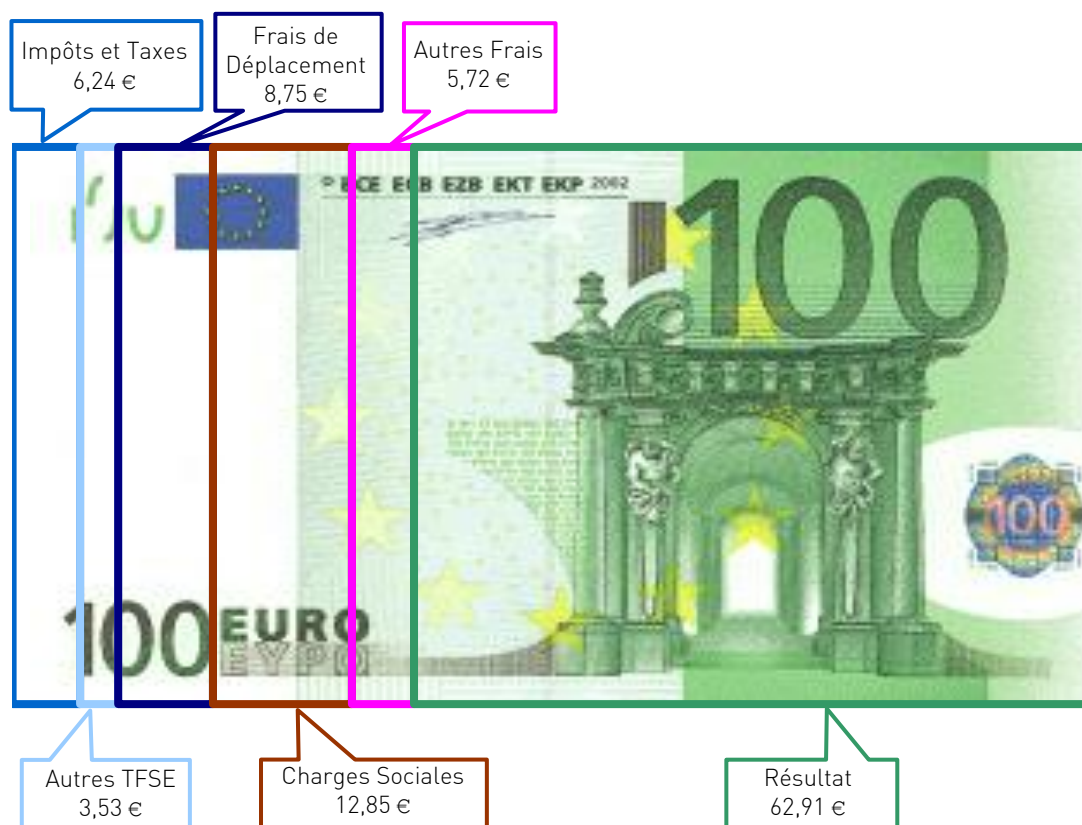 Impôts et Taxes
6,24 €
Frais de
Déplacement
8,75 €
Autres Frais
5,72 €
© BCE ECB EZB EKT EKP 2002
100
100
100 EURO
ΕΥΡΩ
Autres TFSE
3,53 €
Charges Sociales
12,85 €
Résultat
62,91 €